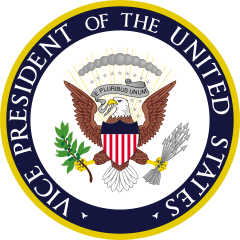 VICE PRESIDENT OF THE UNITED STATES
E PLURIBUS UNUM